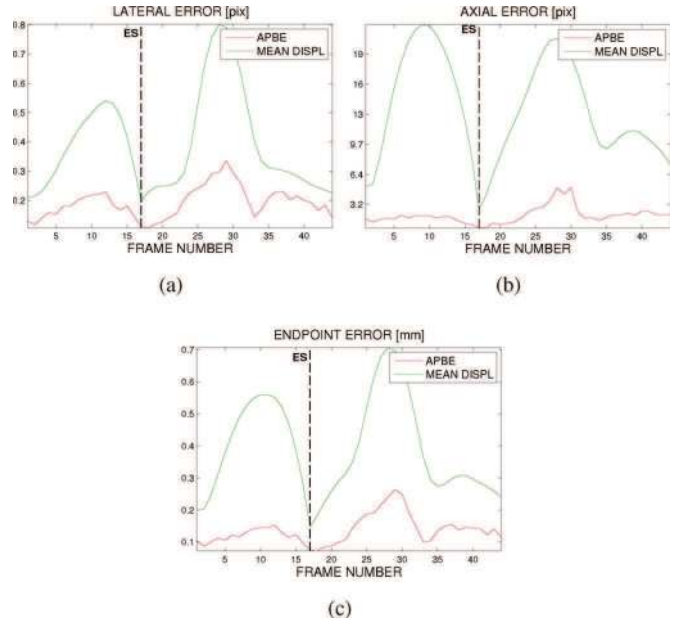 LATERAL ERROR [pix]
0.8
0.6
0.5
0.4
0.3
0.2
5 10 15 20 25 30 35 40
FRAME NUMBER
ES
APBE
MEAN DISPL
(a)
AXIAL ERROR [pix]
19
16
13
9.7
6.4
3.2
5 10 15 20 25 30 35 40
FRAME NUMBER
ES
APBE
MEAN DISPL
(b)
ENDPOINT ERROR [mm]
0.7
0.6
0.5
0.4
0.3
0.2
0.1
5 10 15 20 25 30 35 40
FRAME NUMBER
ES
APBE
MEAN DISPL
(c)